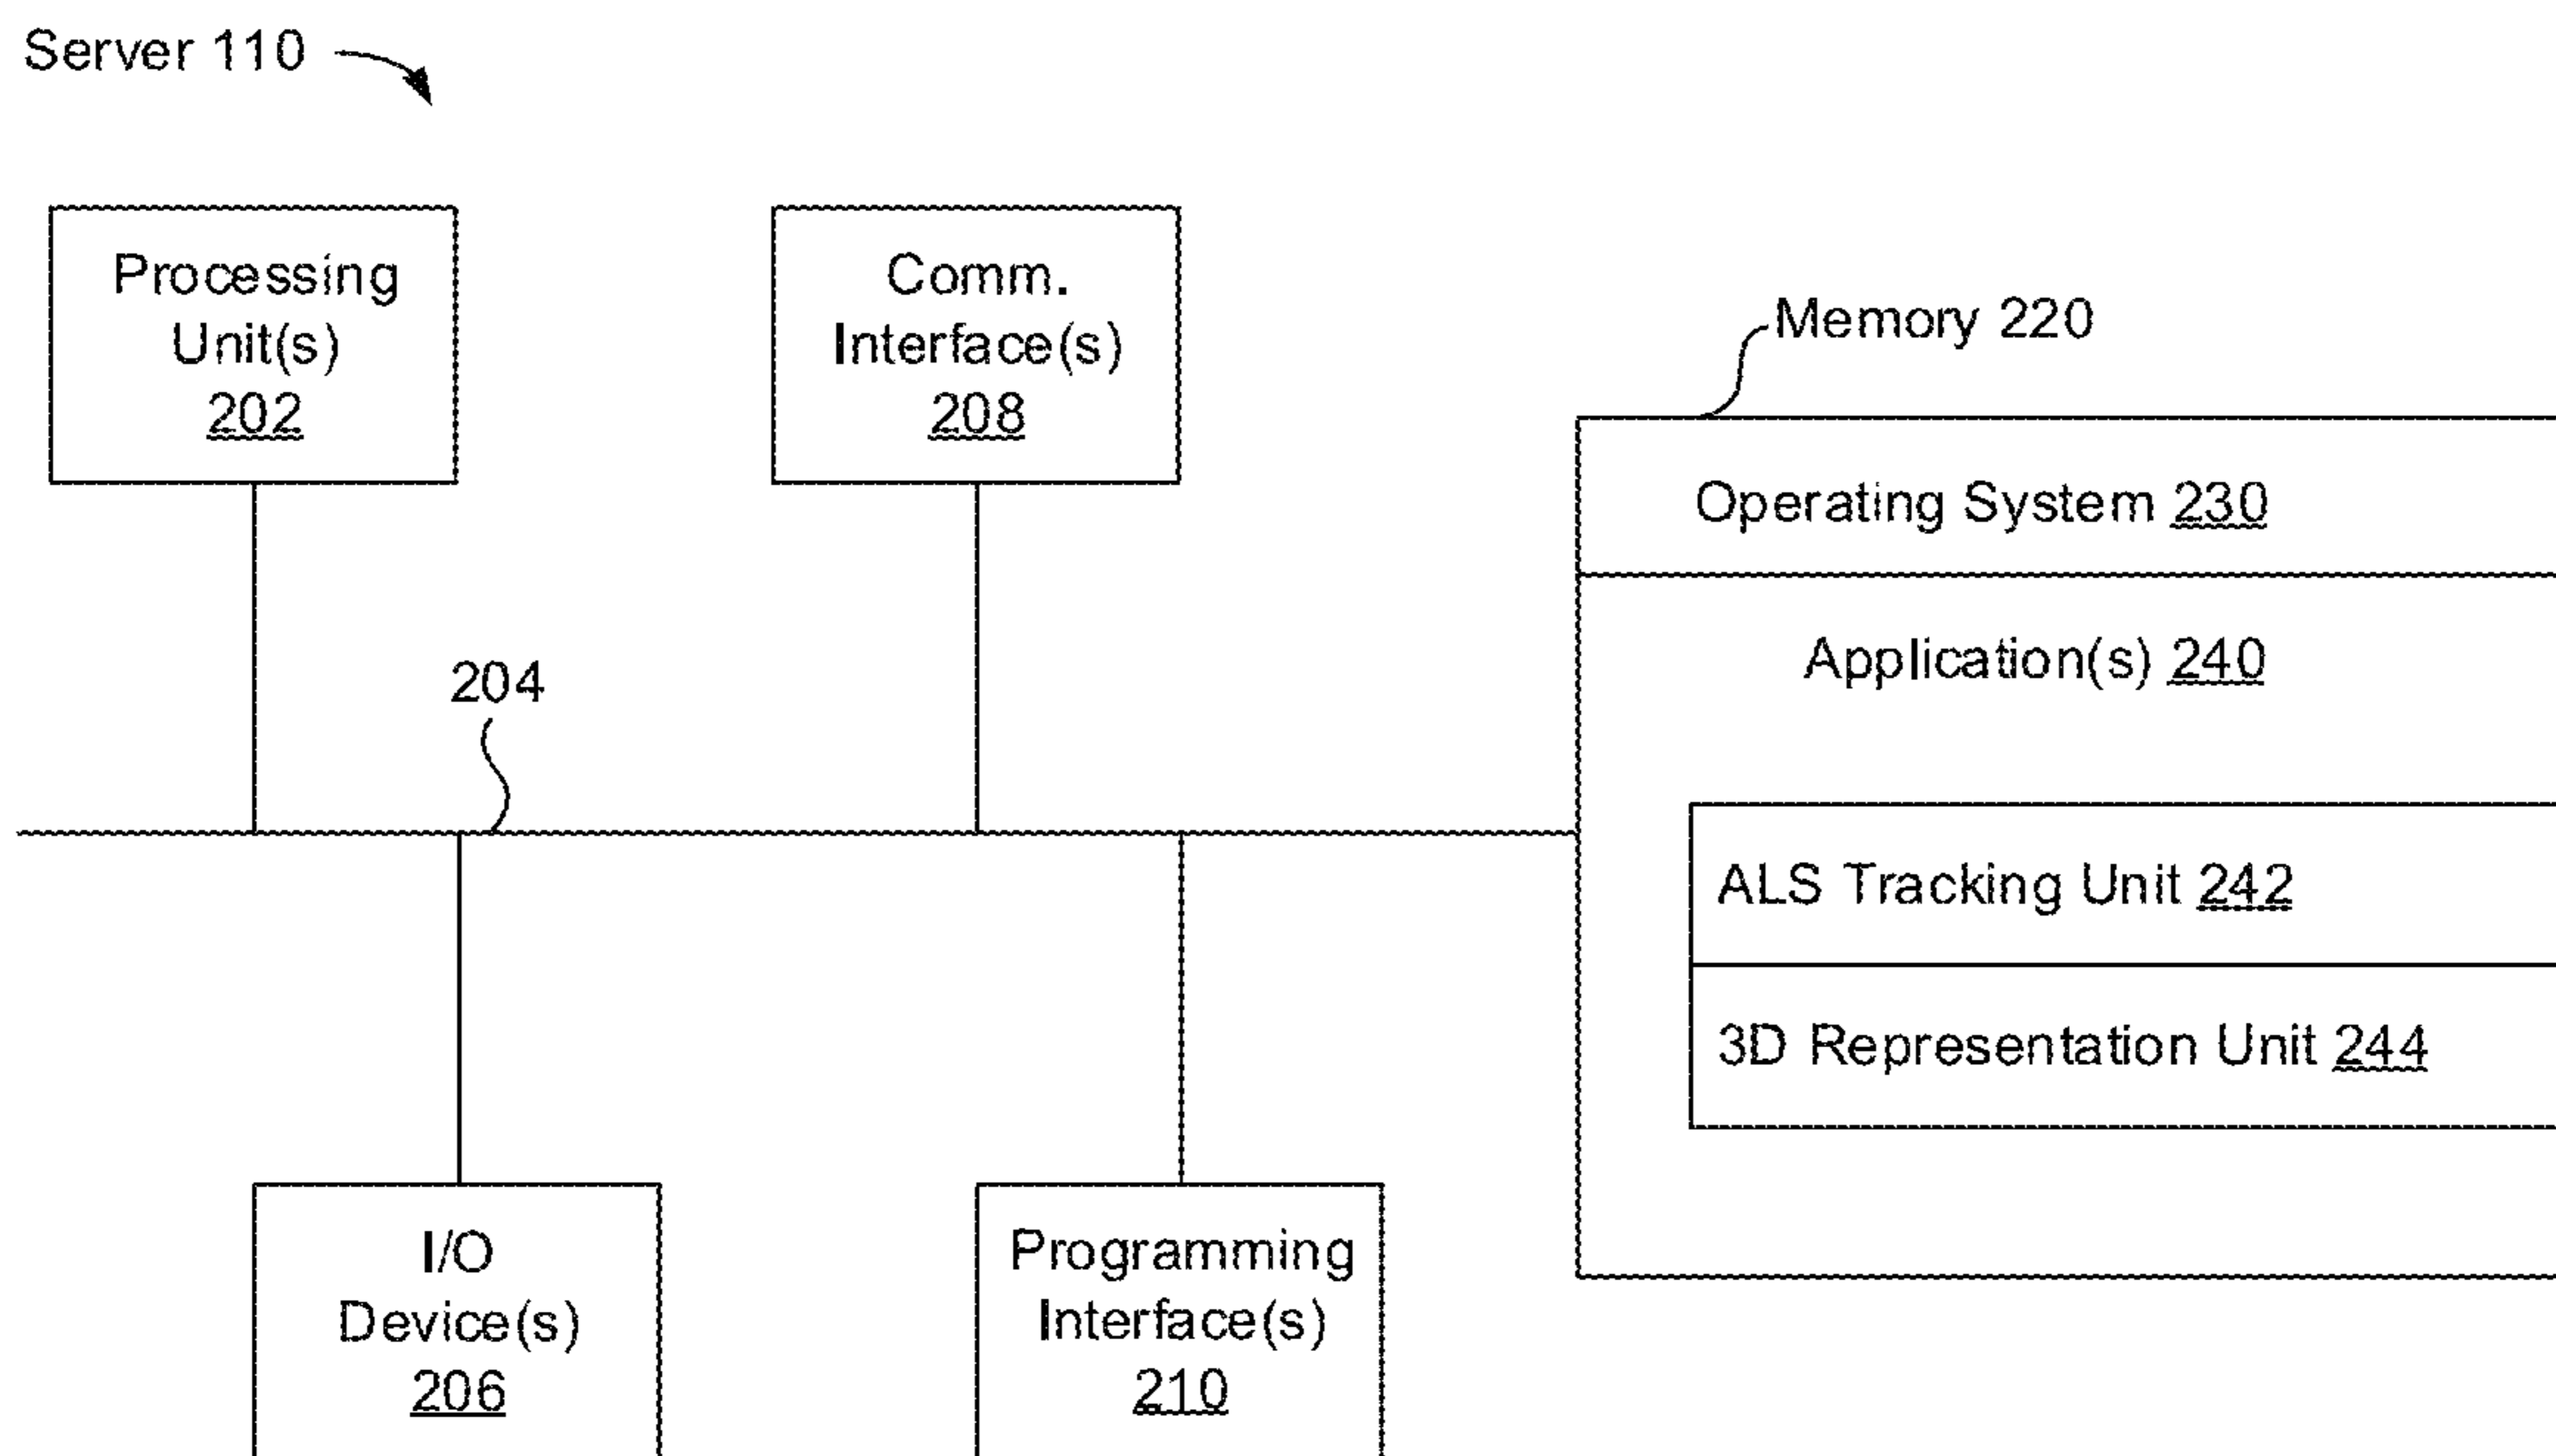 Server 110
Processing
Unit(s)
202
Comm.
Interface(s)
208
Memory 220
Operating System 230
Application(s) 240
204
ALS Tracking Unit 242
3D Representation Unit 244
I/O
Device(s)
206
Programming
Interface(s)
210